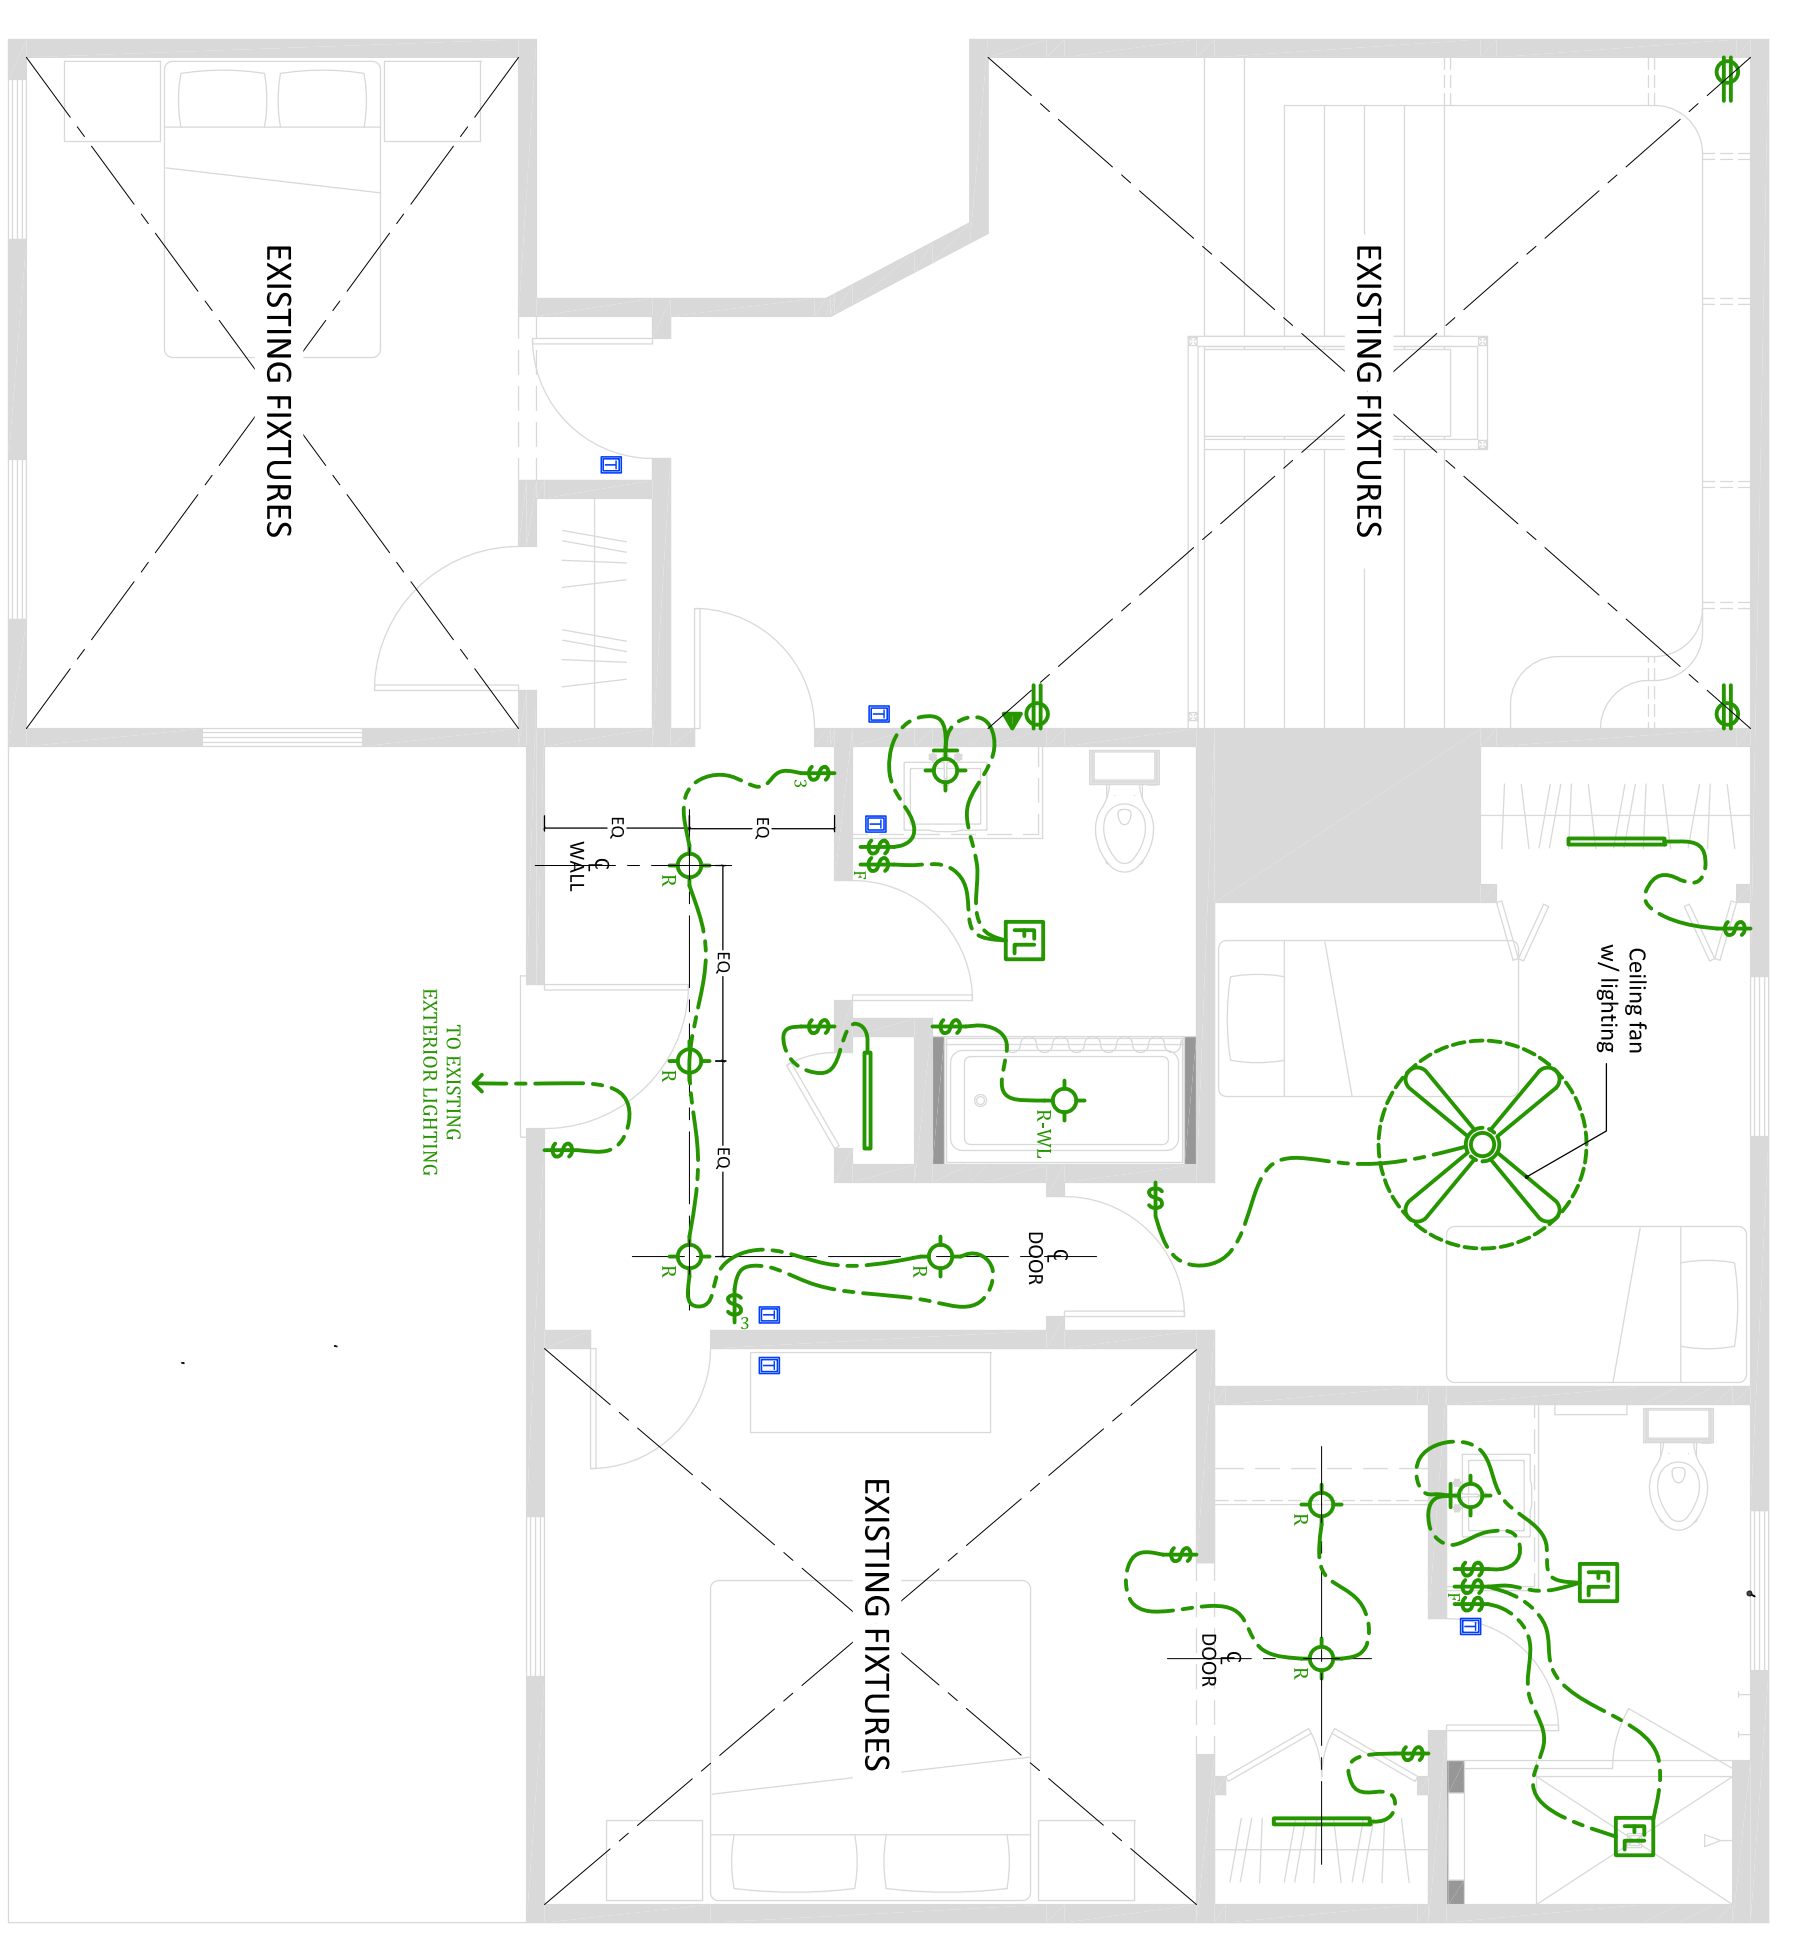 EXISTING FIXTURES
EXISTING FIXTURES
T
T
T
$
3
EQ
EQ
℄
WALL
R
$
$
F
FL
$
Ceiling fan
w/ lighting
EQ
TO EXISTING
EXTERIOR LIGHTING
R
$
$
R-WL
$
EQ
$
R
R
℄
DOOR
$
3
T
T
EXISTING FIXTURES
R
$
℄
DOOR
R
$
$
$
F
FL
T
$
FL